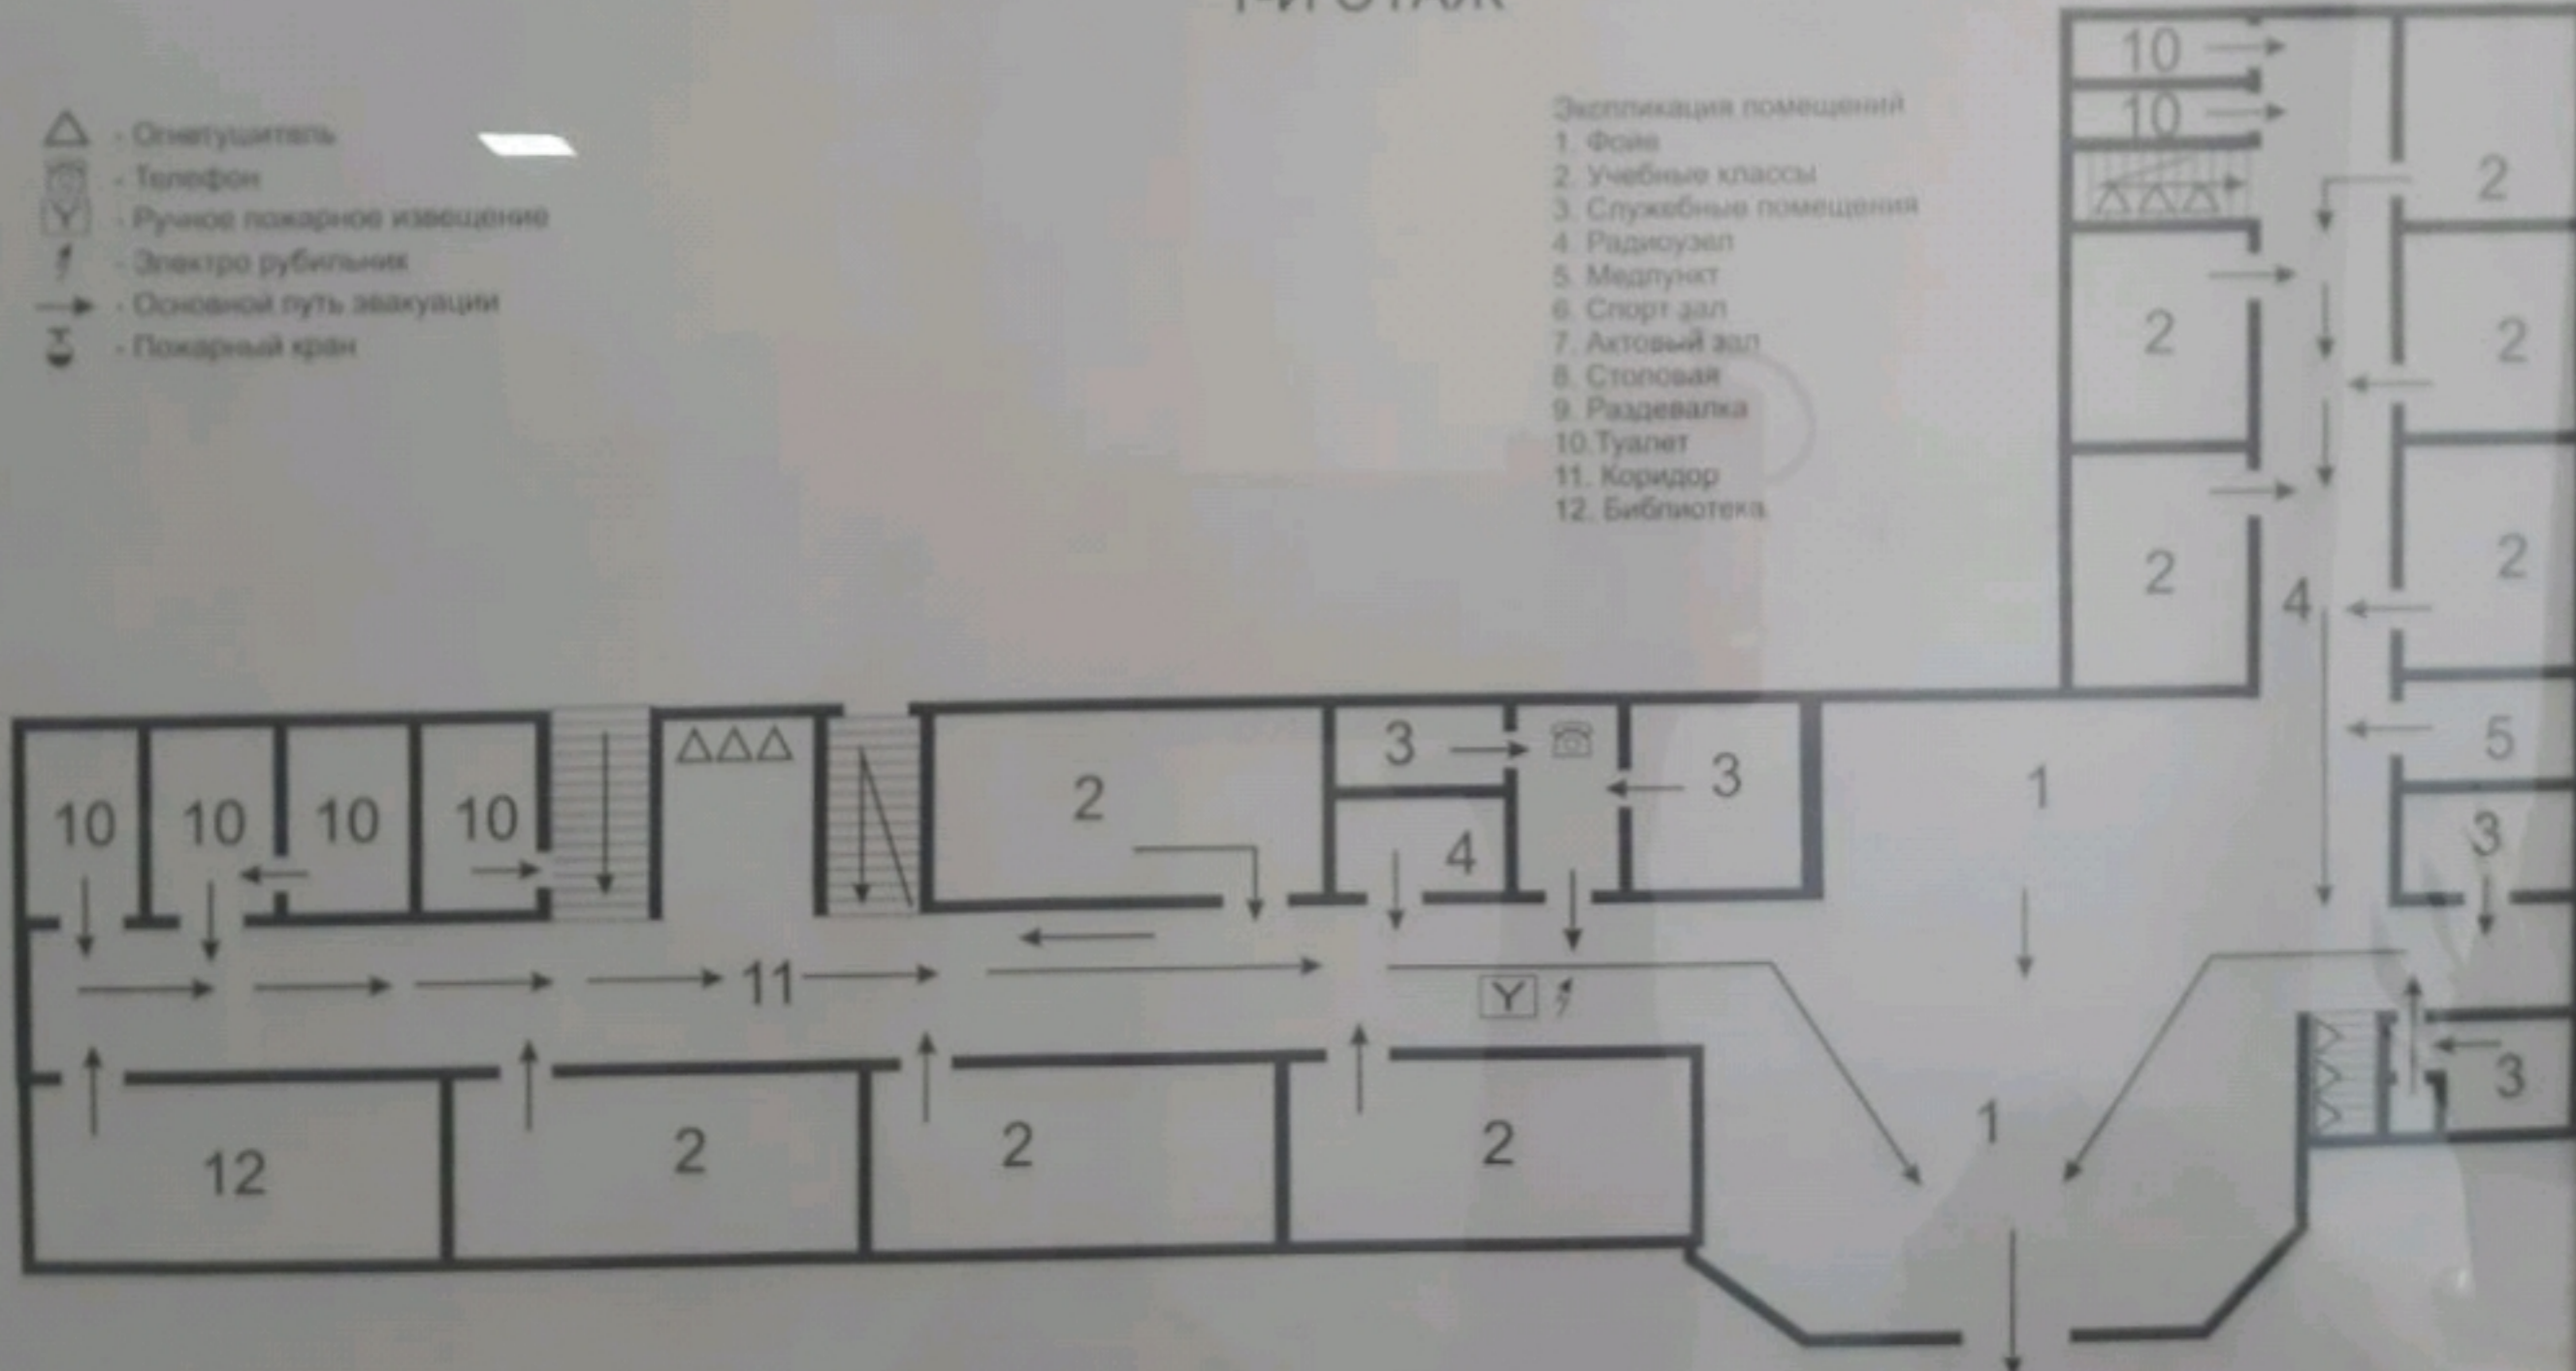 1-Й ЭТАЖ
- Огнетушитель
- Телефон
Y - Ручное пожарное извещение
- Электро рубильник
- Основной путь эвакуации
- Пожарный кран
Экспликация помещений
1. Фойе
2. Учебные классы
3. Служебные помещения
4. Радиоузел
5. Медпункт
6. Спорт зал
7. Актовый зал
8. Столовая
9. Раздевалка
10.Туалет
11. Коридор
12. Библиотека
10
10
2
2
2
2
4
2
2
10
10
10
10
2
3
3
4
1
5
3
11
Y
12
2
2
2
1
3